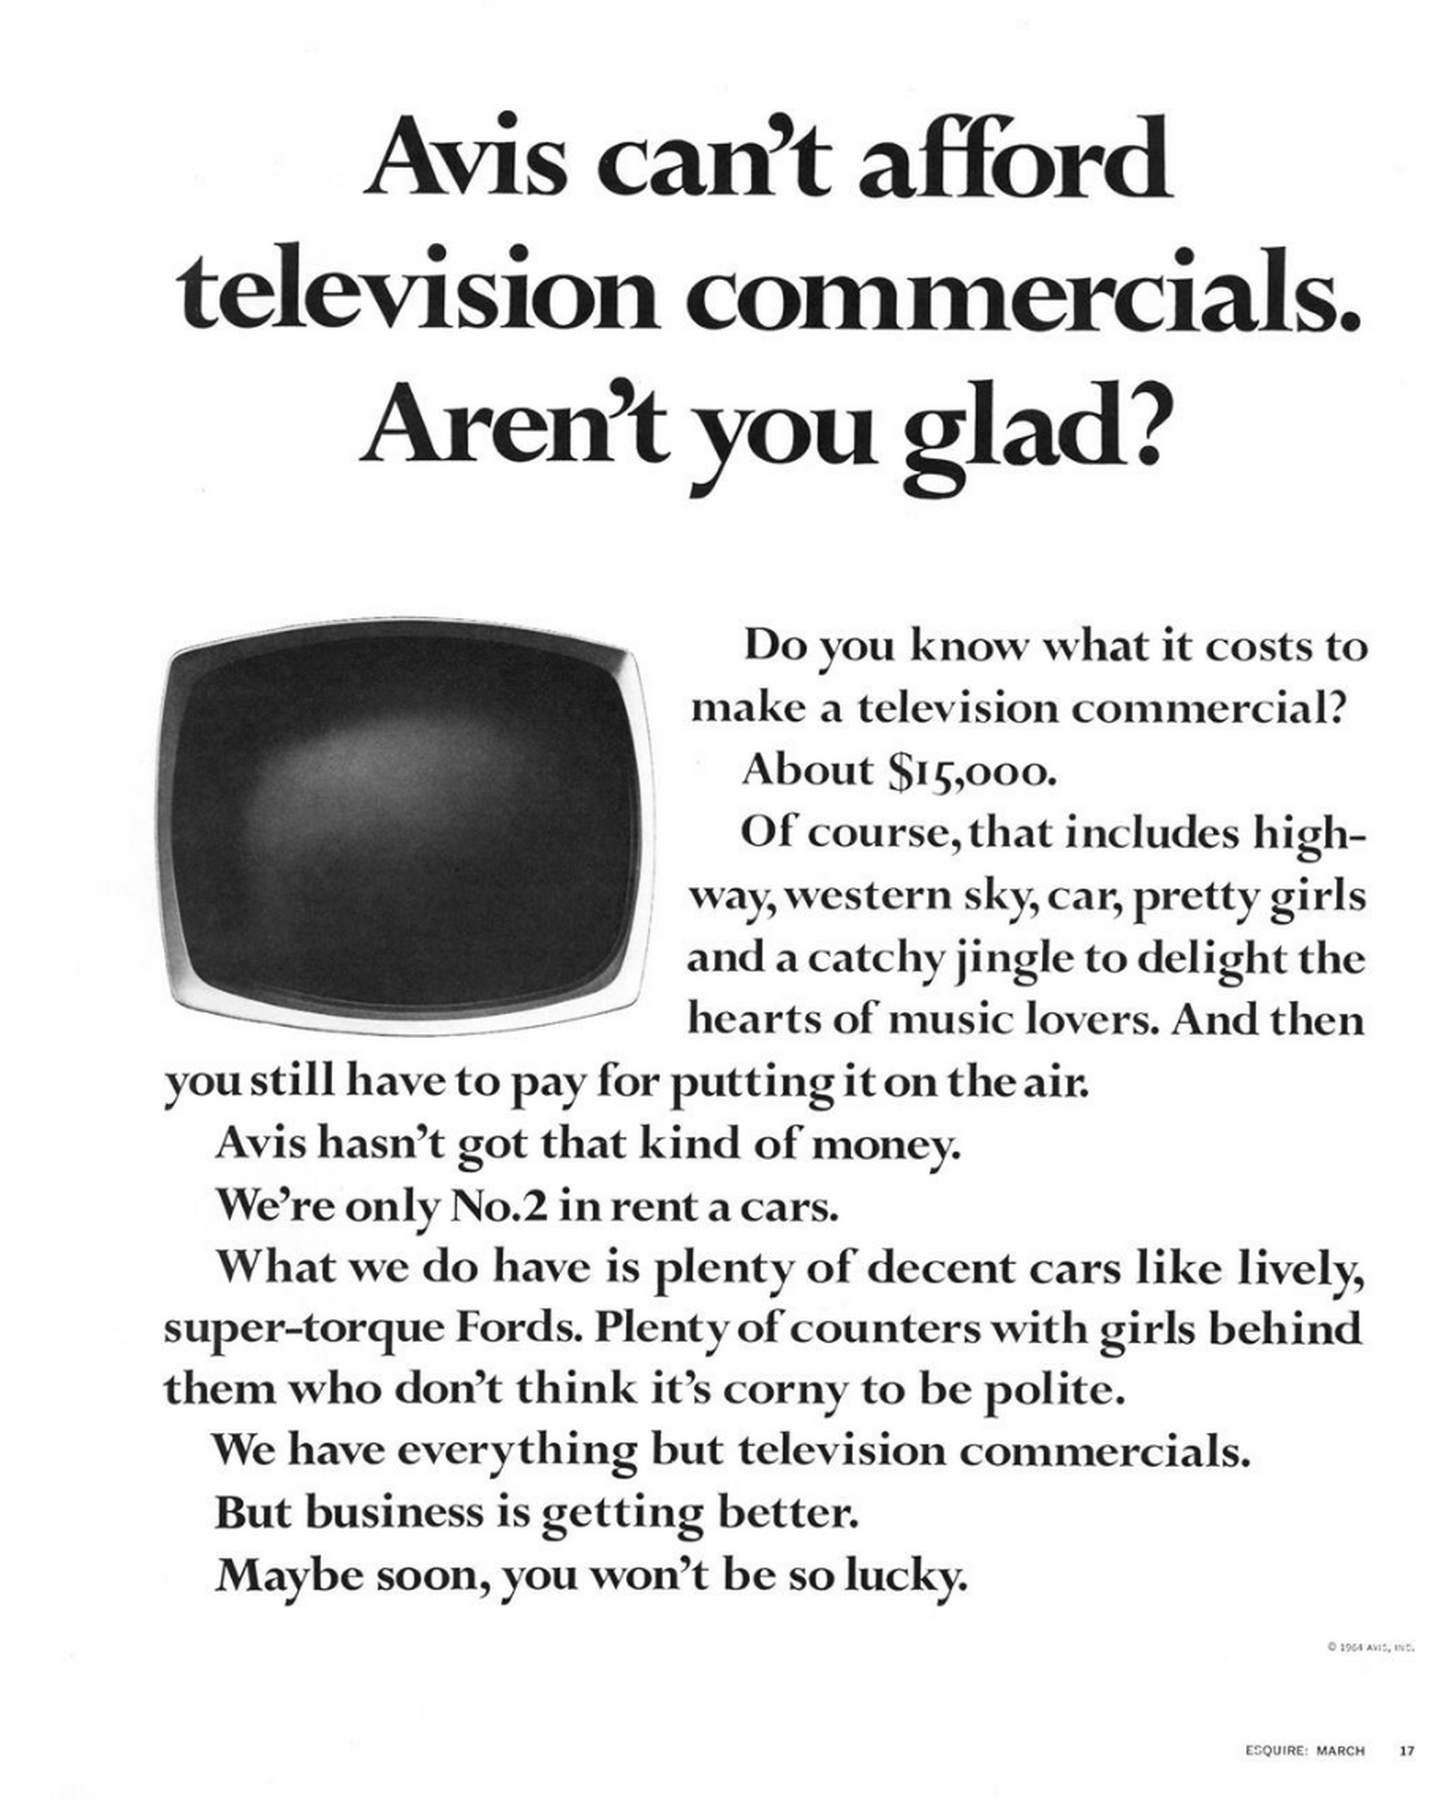 Avis can't afford
television commercials.
Aren't you glad?
Do you know what it costs to
make a television commercial?
About $15,000.
Of course, that includes high-
way, western sky, car, pretty girls
and a catchy jingle to delight the
hearts of music lovers. And then
you still have to pay for putting it on the air.
Avis hasn't got that kind of money.
We're only No.2 in rent a cars.
What we do have is plenty of decent cars like lively,
super-torque Fords. Plenty of counters with girls behind
them who don't think it's corny to be polite.
We have everything but television commercials.
But business is getting better.
Maybe soon, you won't be so lucky.
© 1964 AVIS, INC.
ESQUIRE: MARCH 17